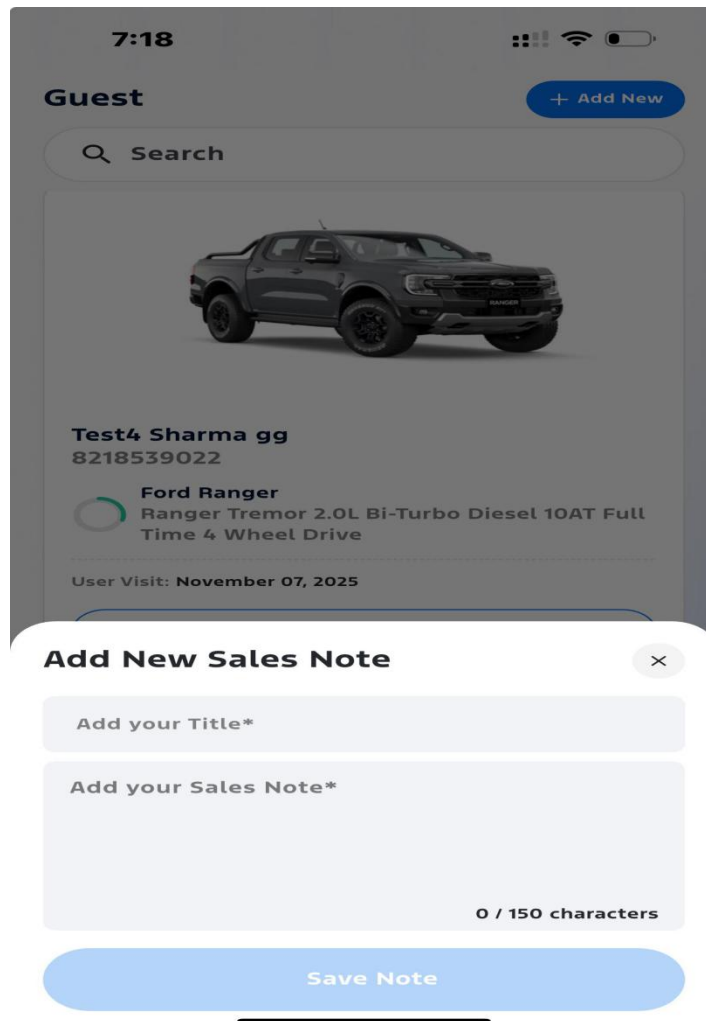 7:18
Guest
+ Add New
Search
RANGER
Test4 Sharma gg
8218539022
Ford Ranger
Ranger Tremor 2.0L Bi-Turbo Diesel 10AT Full
Time 4 Wheel Drive
User Visit: November 07, 2025
Add New Sales Note
Add your Title*
Add your Sales Note*
0 / 150 characters
Save Note